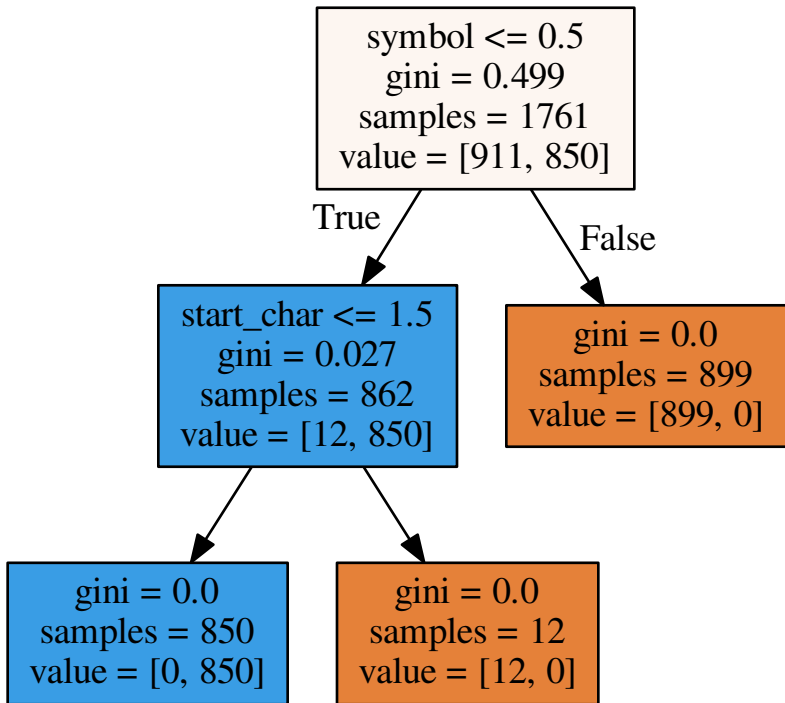 symbol <= 0.5
gini = 0.499
samples = 1761
value = [911, 850]
True
False
start_char <= 1.5
gini = 0.027
samples = 862
value = [12, 850]
gini = 0.0
samples = 899
value = [899, 0]
gini = 0.0
samples = 850
value = [0, 850]
gini = 0.0
samples = 12
value = [12, 0]